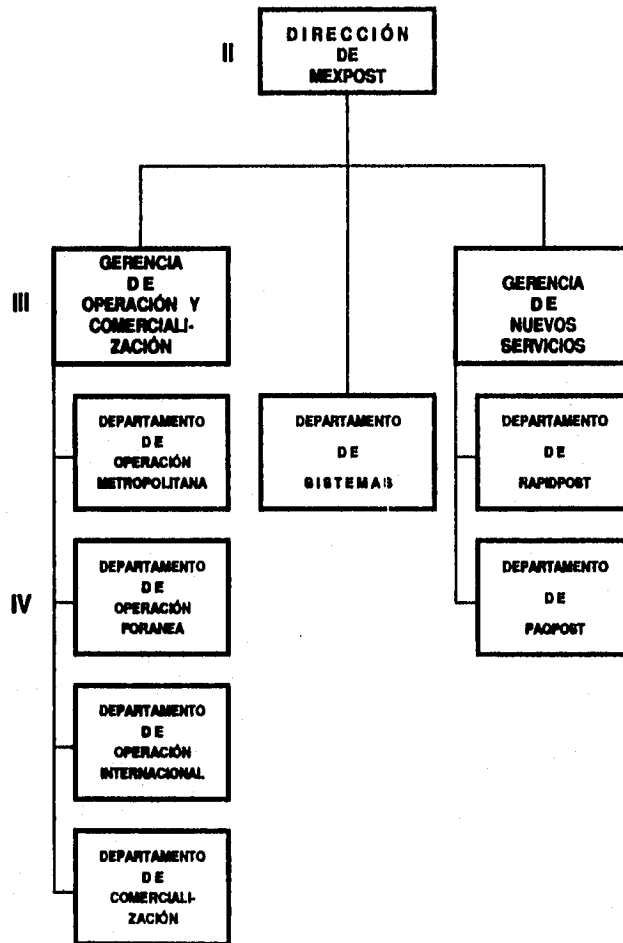 II
DIRECCIÓN
DE
MEXPOST
III
GERENCIA
DE
OPERACIÓN Y
COMERCIALI-
ZACIÓN
GERENCIA
DE
NUEVOS
SERVICIOS
DEPARTAMENTO
DE
OPERACIÓN
METROPOLITANA
DEPARTAMENTO
DE
SISTEMAS
DEPARTAMENTO
DE
RAPIDPOST
IV
DEPARTAMENTO
DE
OPERACIÓN
FORANEA
DEPARTAMENTO
DE
PAQPOST
DEPARTAMENTO
DE
OPERACIÓN
INTERNACIONAL
DEPARTAMENTO
DE
COMERCIALI-
ZACIÓN